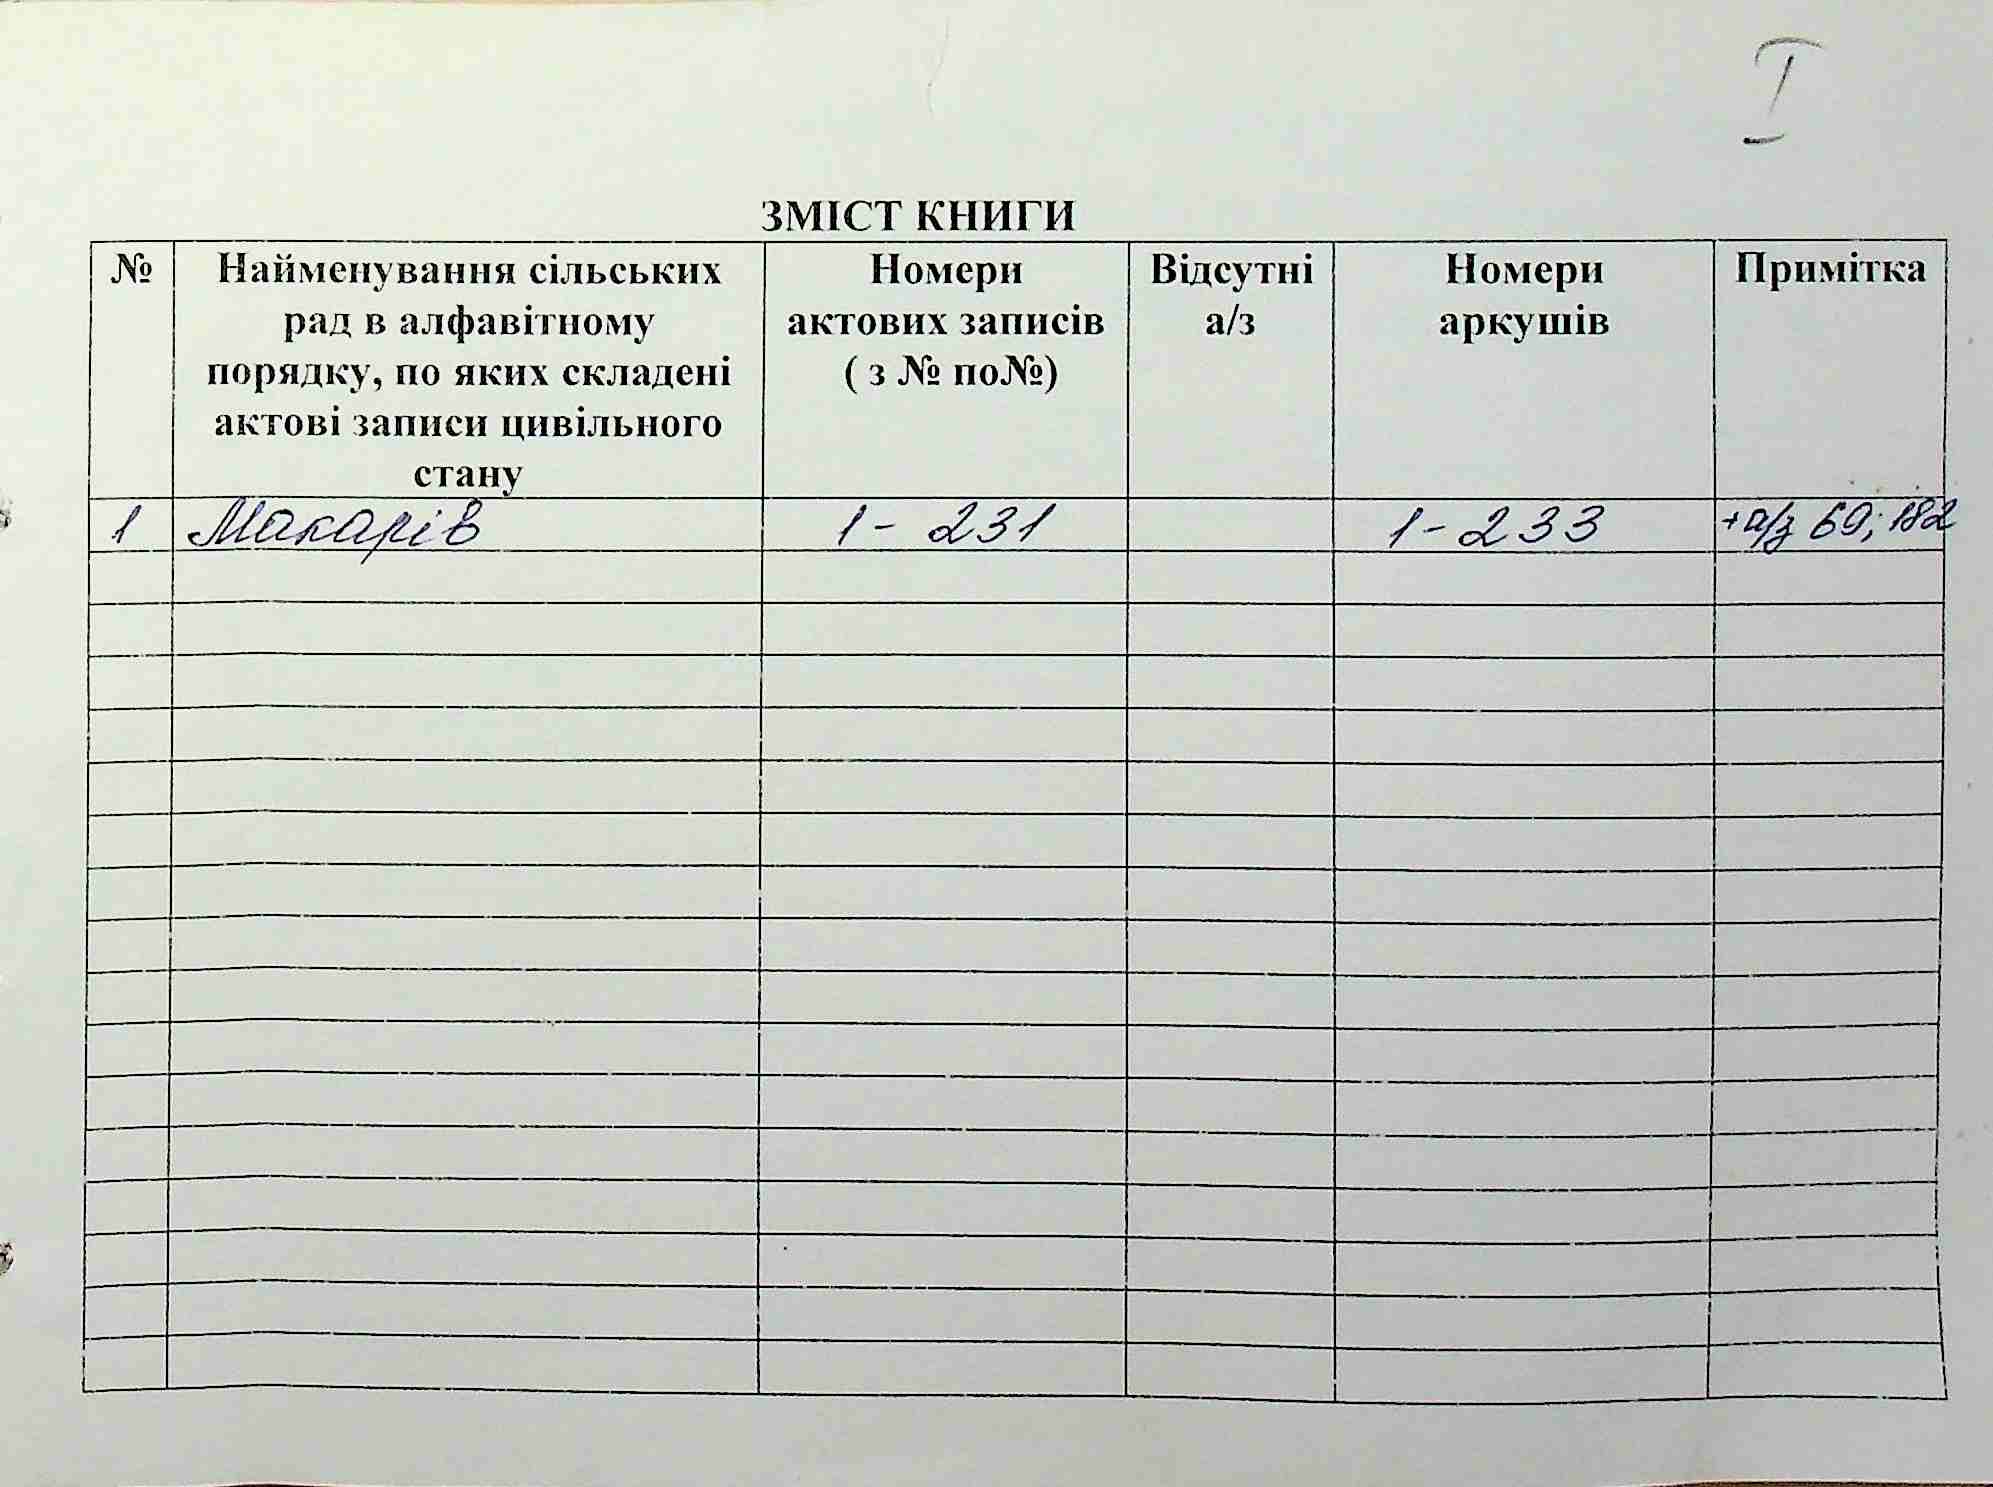 I
ЗМІСТ КНИГИ
№ Найменування сільських рад в алфавітному порядку, по яких складені актові записи цивільного стану Номери актових записів ( з № по№) Відсутні а/з Номери аркушів Примітка
1 Макарів 1 - 231 1 - 233 + а/з 69; 182